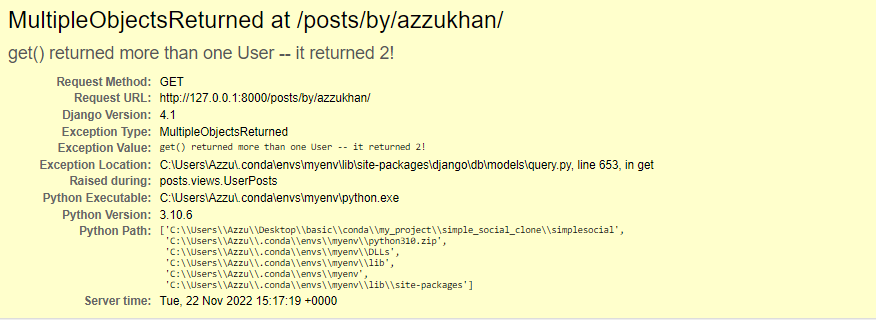 MultipleObjectsReturned at /posts/by/azzukhan/
get() returned more than one User -- it returned 2!
Request Method: GET
Request URL: http://127.0.0.1:8000/posts/by/azzukhan/
Django Version: 4.1
Exception Type: MultipleObjectsReturned
Exception Value: get() returned more than one User -- it returned 2!
Exception Location: C:\Users\Azzu\.conda\envs\myenv\lib\site-packages\django\db\models\query.py, line 653, in get
Raised during: posts.views.UserPosts
Python Executable: C:\Users\Azzu\.conda\envs\myenv\python.exe
Python Version: 3.10.6
Python Path: ['C:\\Users\\Azzu\\Desktop\\basic\\conda\\my_project\\simple_social_clone\\simplesocial',
'C:\\Users\\Azzu\\.conda\\envs\\myenv\\python310.zip',
'C:\\Users\\Azzu\\.conda\\envs\\myenv\\DLLs',
'C:\\Users\\Azzu\\.conda\\envs\\myenv\\lib',
'C:\\Users\\Azzu\\.conda\\envs\\myenv',
'C:\\Users\\Azzu\\.conda\\envs\\myenv\\lib\\site-packages']
Server time: Tue, 22 Nov 2022 15:17:19 +0000